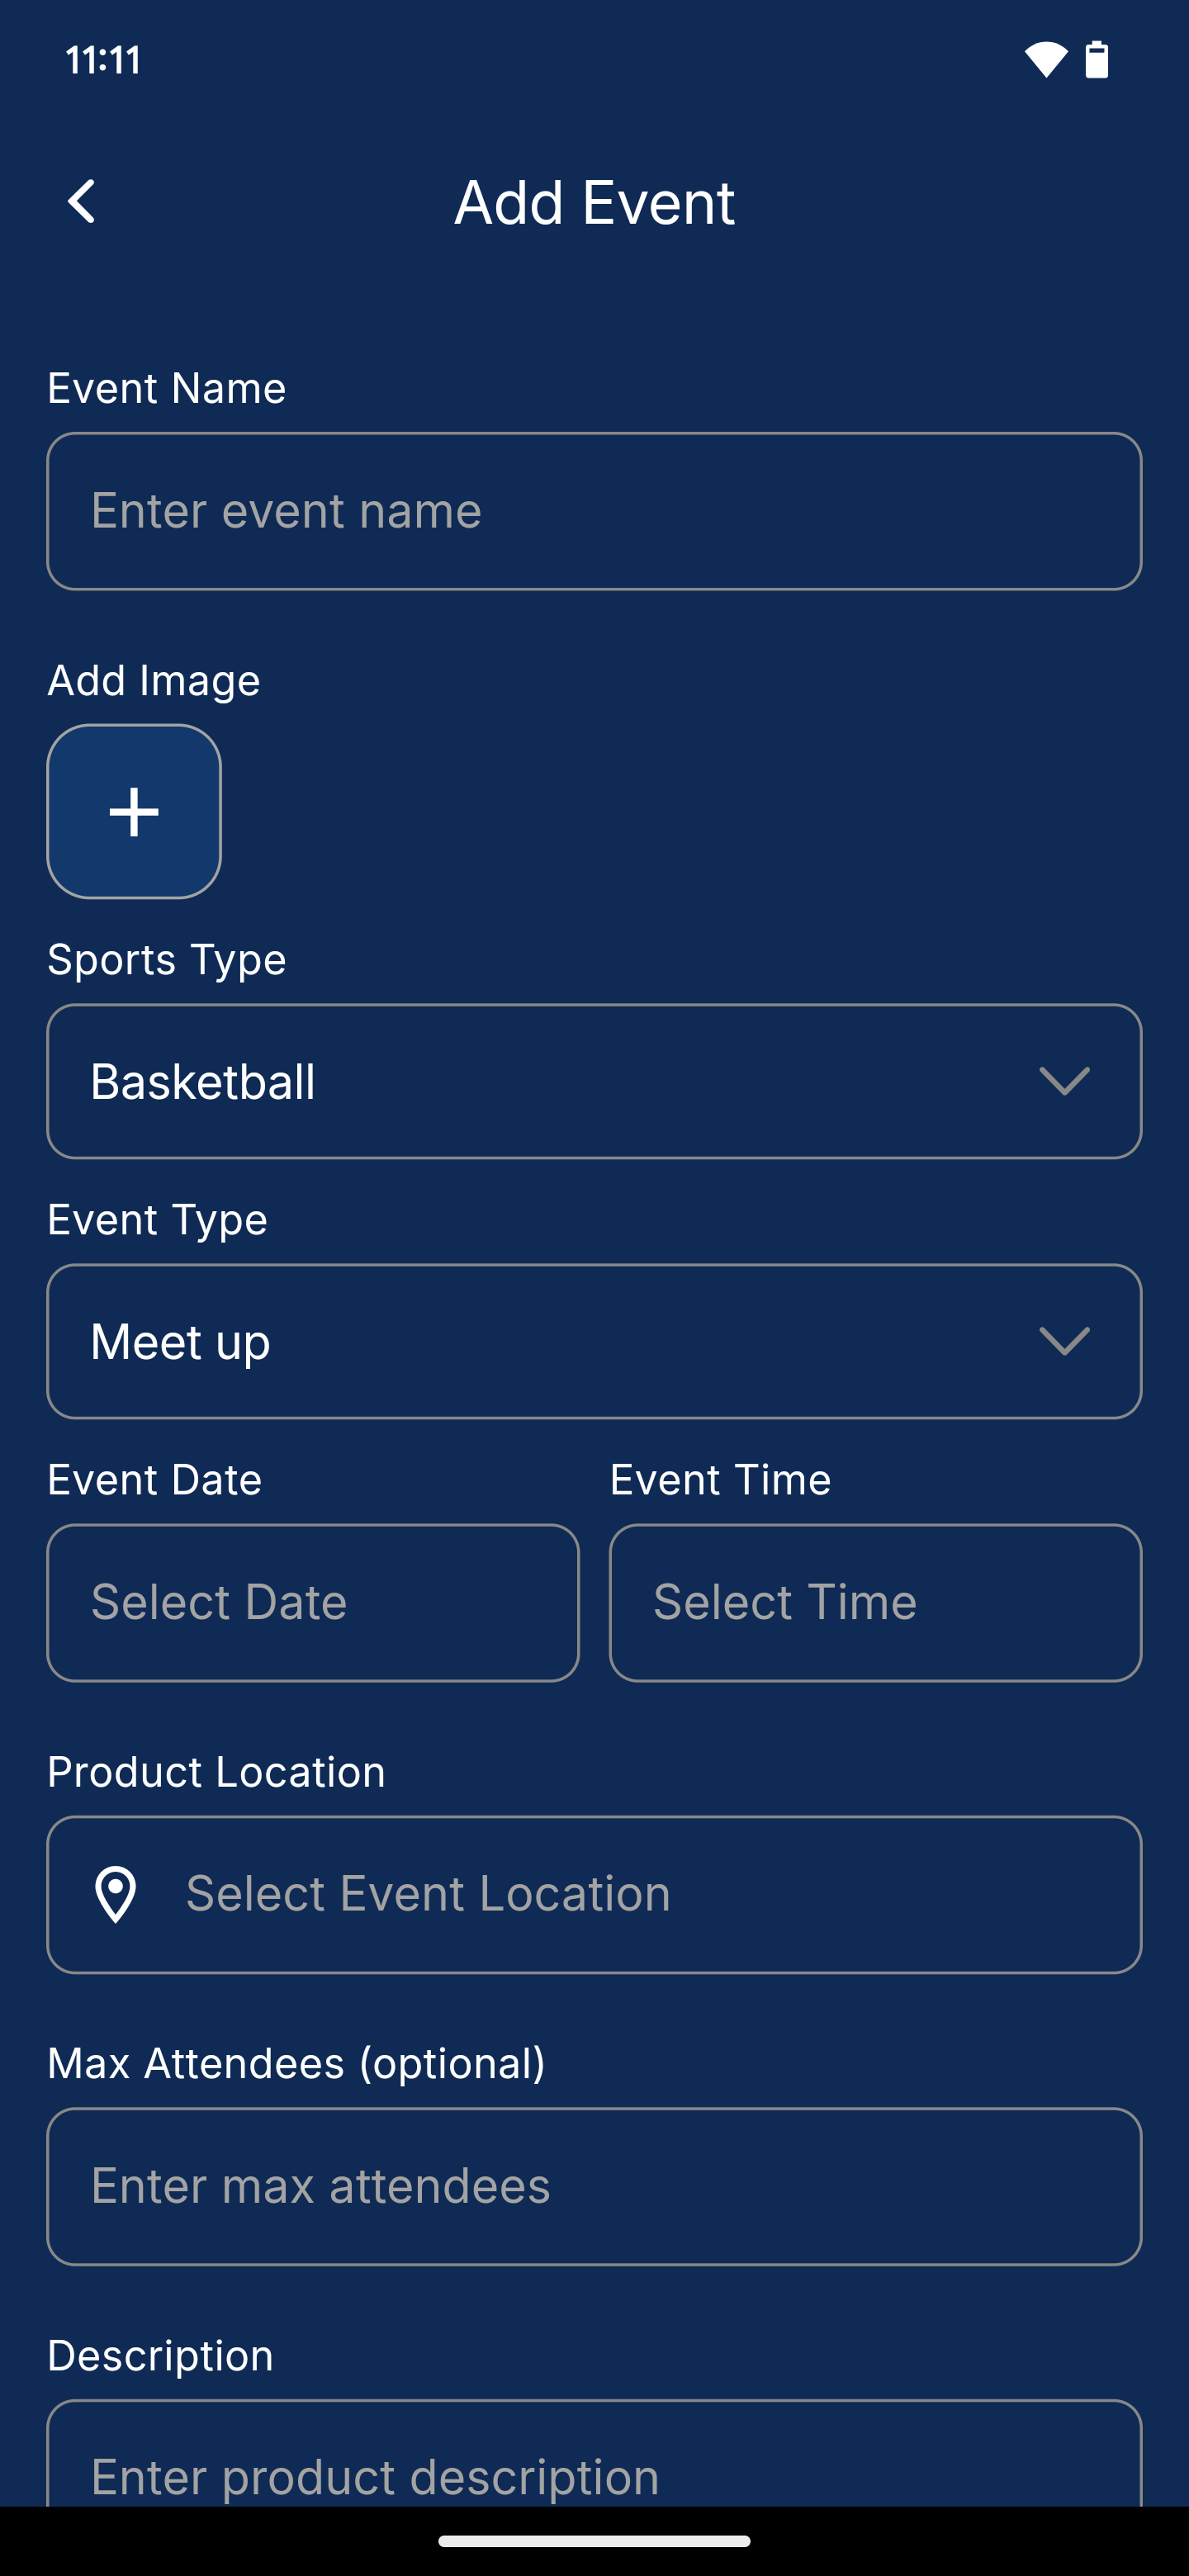 11:11
Add Event
Event Name
Enter event name
Add Image
Sports Type
Basketball
Event Type
Meet up
Event Date
Event Time
Select Date
Select Time
Product Location
Select Event Location
Max Attendees (optional)
Enter max attendees
Description
Enter product description